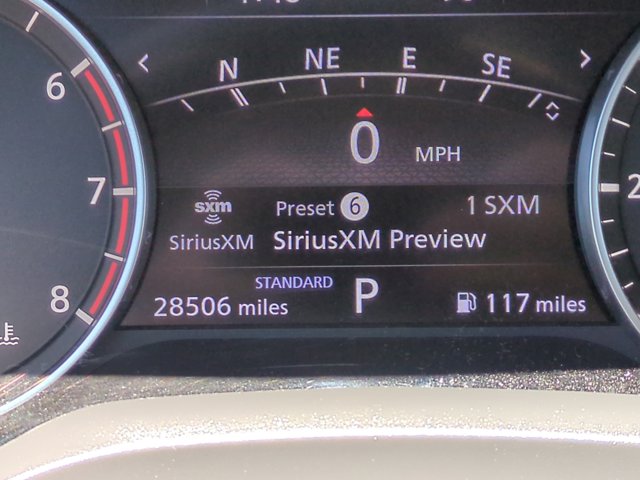 N NE E SE
6
0 MPH
7
2
sxm Preset 6 1 SXM
SiriusXM SiriusXM Preview
STANDARD
8
28506 miles P 117 miles